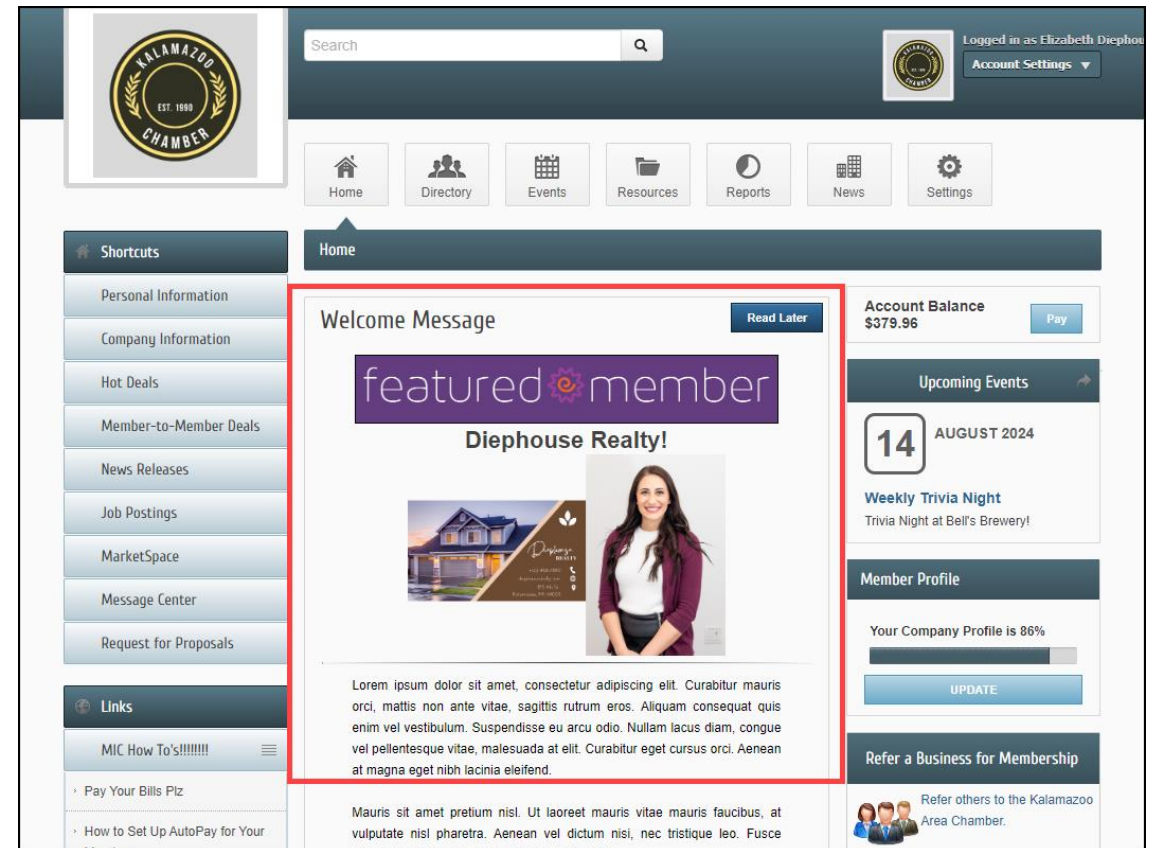 KALAMAZOO
EST. 1990
CHAMBER
Search
Logged in as Elizabeth
Account Settings
Home
Directory
Events
Resources
Reports
News
Settings
Shortcuts
Personal Information
Company Information
Hot Deals
Member-to-Member Deals
News Releases
Job Postings
MarketSpace
Message Center
Request for Proposals
Links
MIC How To's!!!!!!!!
Pay Your Bills Plz
How to Set Up AutoPay for Your
Home
Welcome Message
Read Later
featured member
Diephouse Realty!
Diephouse
REALTY
Lorem ipsum dolor sit amet, consectetur adipiscing elit. Curabitur mauris
orci, mattis non ante vitae, sagittis rutrum eros. Aliquam consequat quis
enim vel vestibulum. Suspendisse eu arcu odio. Nullam lacus diam, congue
vel pellentesque vitae, malesuada at elit. Curabitur eget cursus orci. Aenean
at magna eget nibh lacinia eleifend.
Mauris sit amet pretium nisl. Ut laoreet mauris vitae mauris faucibus, at
vulputate nisl pharetra. Aenean vel dictum nisi, nec tristique leo. Fusce
Account Balance
$379.96
Pay
Upcoming Events
14
AUGUST 2024
Weekly Trivia Night
Trivia Night at Bell's Brewery!
Member Profile
Your Company Profile is 86%
UPDATE
Refer a Business for Membership
Refer others to the Kalamazoo
Area Chamber.